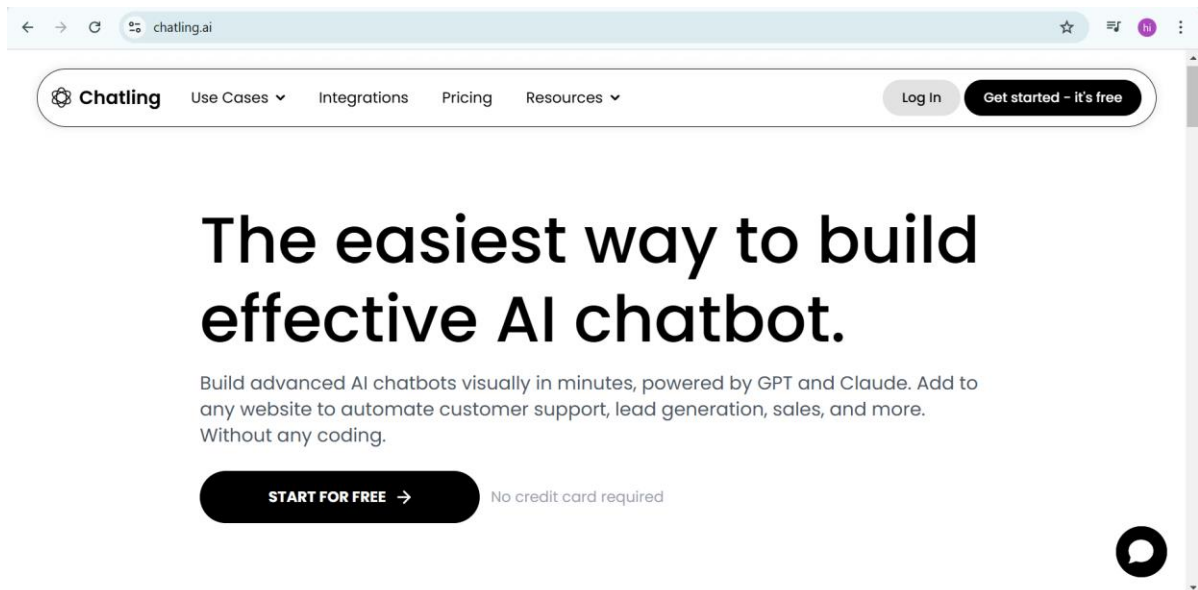 chatling.ai
hi
Chatling Use Cases Integrations Pricing Resources Log In Get started - it's free
The easiest way to build
effective AI chatbot.
Build advanced AI chatbots visually in minutes, powered by GPT and Claude. Add to
any website to automate customer support, lead generation, sales, and more.
Without any coding.
START FOR FREE → No credit card required